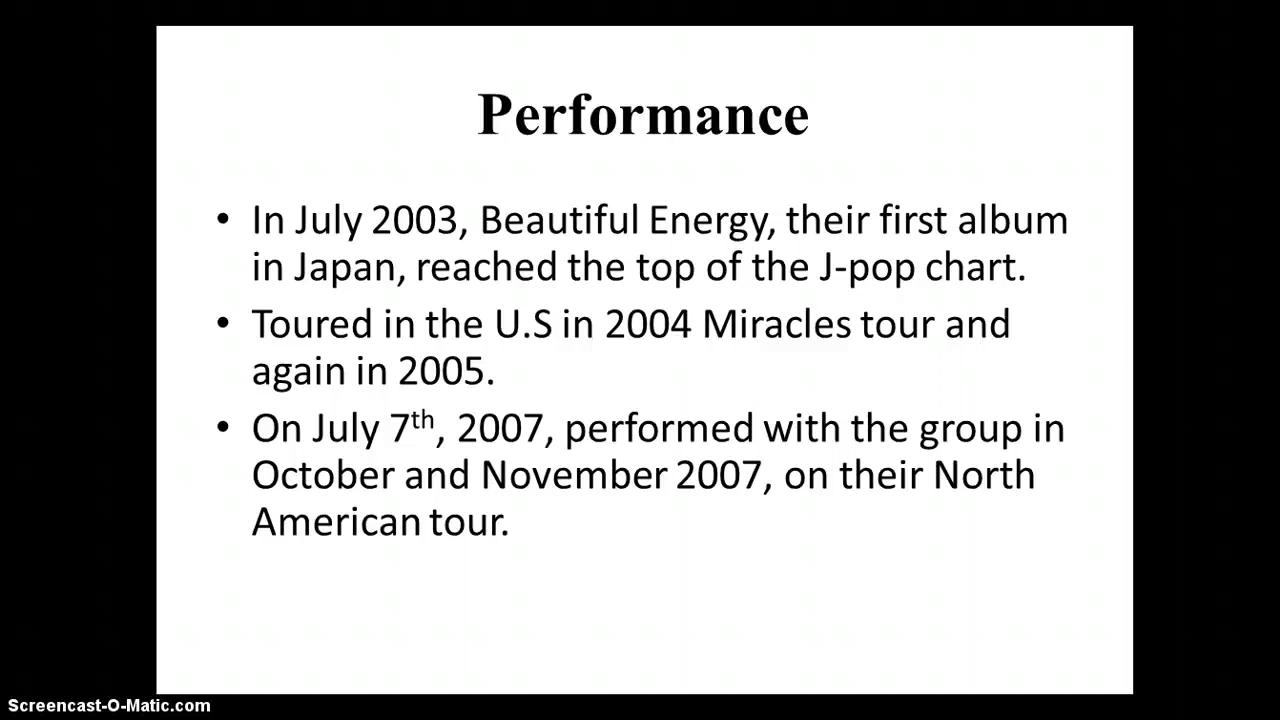 Performance
• In July 2003, Beautiful Energy, their first album
in Japan, reached the top of the J-pop chart.
• Toured in the U.S in 2004 Miracles tour and
again in 2005.
• On July 7th, 2007, performed with the group in
October and November 2007, on their North
American tour.
Screencast-O-Matic.com